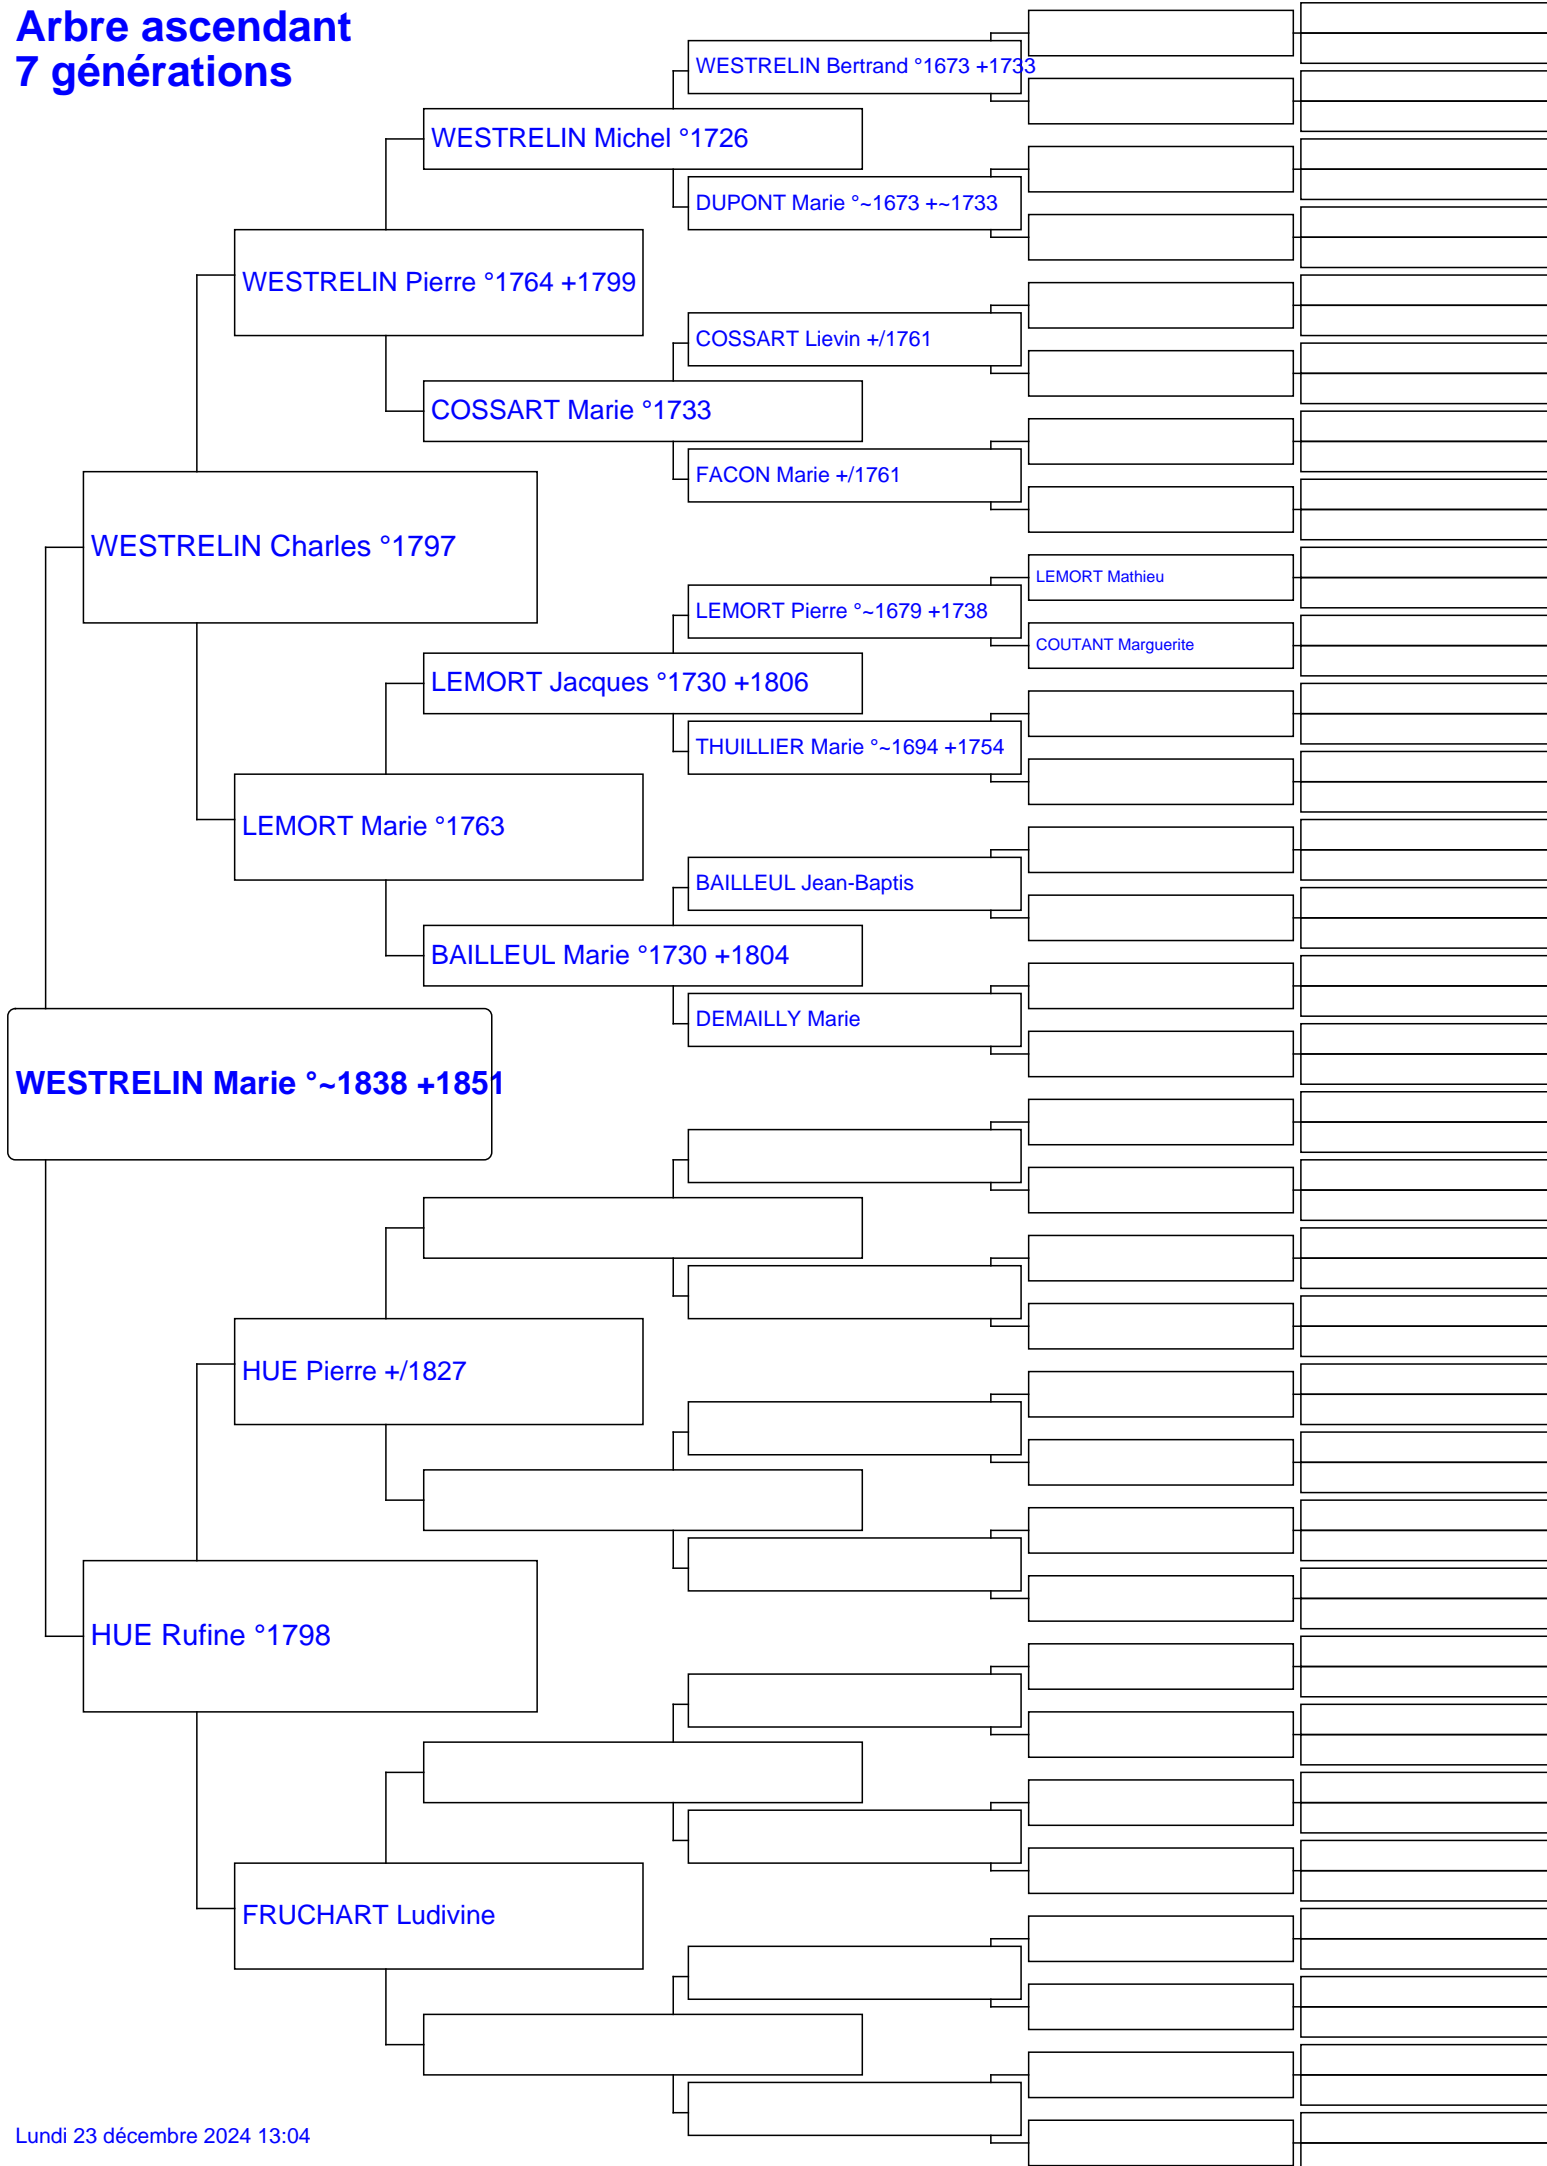 Arbre ascendant
7 générations
WESTRELIN Bertrand °1673 +1733
WESTRELIN Michel °1726
DUPONT Marie °~1673 +~1733
WESTRELIN Pierre °1764 +1799
COSSART Lievin +/1761
COSSART Marie °1733
FACON Marie +/1761
WESTRELIN Charles °1797
LEMORT Mathieu
LEMORT Pierre °~1679 +1738
COUTANT Marguerite
LEMORT Jacques °1730 +1806
THUILLIER Marie °~1694 +1754
LEMORT Marie °1763
BAILLEUL Jean-Baptis
BAILLEUL Marie °1730 +1804
DEMAILLY Marie
WESTRELIN Marie °~1838 +1851
HUE Pierre +/1827
HUE Rufine °1798
FRUCHART Ludivine
Lundi 23 décembre 2024 13:04